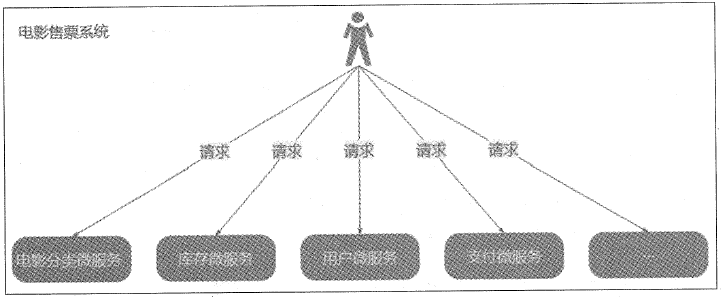 电影售票系统
请求 请求 请求 请求 请求
电影分类微服务 库存微服务 用户微服务 支付微服务 ...